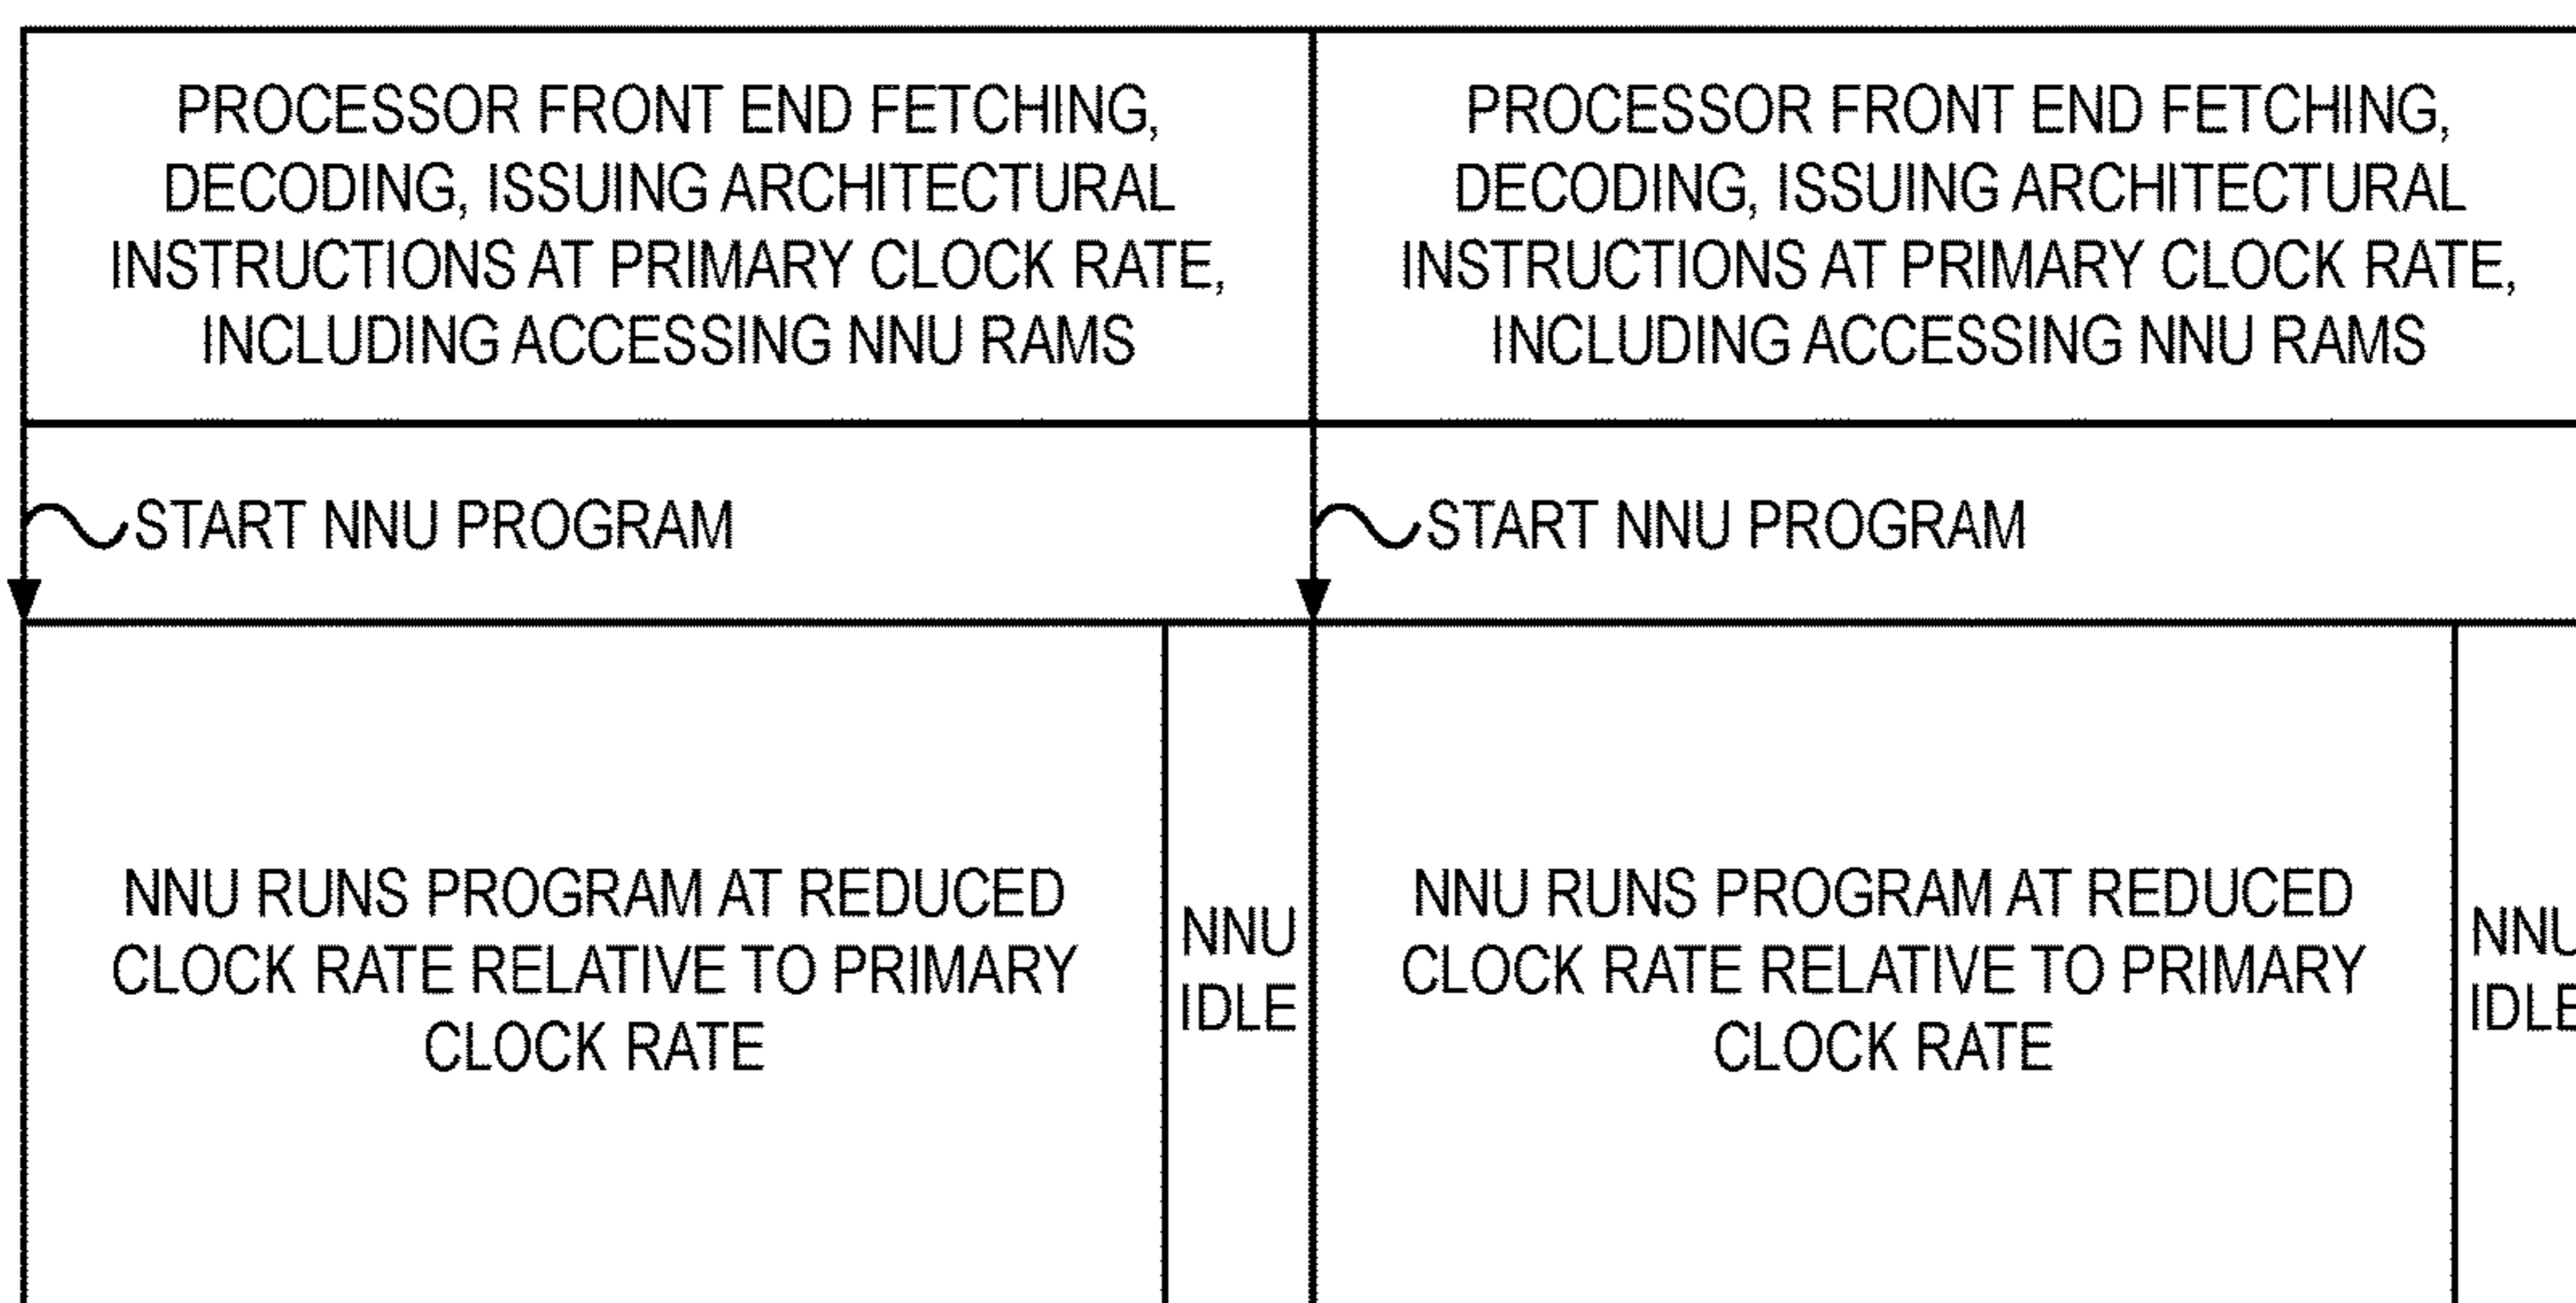 PROCESSOR FRONT END FETCHING,
DECODING, ISSUING ARCHITECTURAL
INSTRUCTIONS AT PRIMARY CLOCK RATE,
INCLUDING ACCESSING NNU RAMS
PROCESSOR FRONT END FETCHING,
DECODING, ISSUING ARCHITECTURAL
INSTRUCTIONS AT PRIMARY CLOCK RATE,
INCLUDING ACCESSING NNU RAMS
START NNU PROGRAM
START NNU PROGRAM
NNU RUNS PROGRAM AT REDUCED
CLOCK RATE RELATIVE TO PRIMARY
CLOCK RATE
NNU
IDLE
NNU RUNS PROGRAM AT REDUCED
CLOCK RATE RELATIVE TO PRIMARY
CLOCK RATE
NNU
IDLE